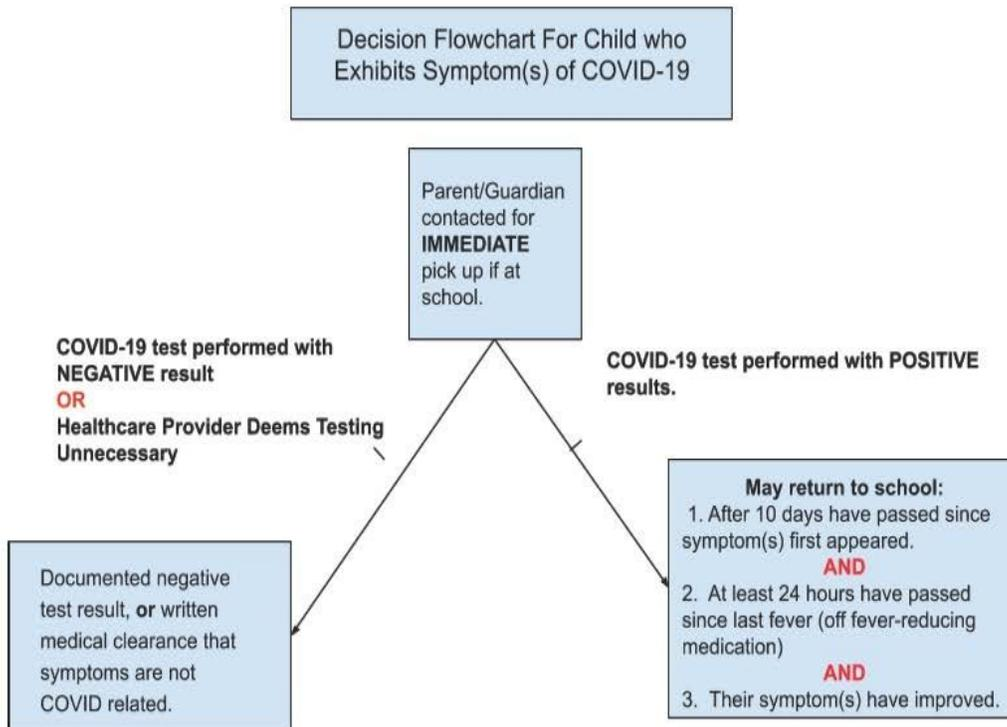 Decision Flowchart For Child who
Exhibits Symptom(s) of COVID-19
Parent/Guardian
contacted for
IMMEDIATE
pick up if at
school.
COVID-19 test performed with
NEGATIVE result
OR
Healthcare Provider Deems Testing
Unnecessary
COVID-19 test performed with POSITIVE
results.
Documented negative
test result, or written
medical clearance that
symptoms are not
COVID related.
May return to school:
1. After 10 days have passed since
symptom(s) first appeared.
AND
2. At least 24 hours have passed
since last fever (off fever-reducing
medication)
AND
3. Their symptom(s) have improved.